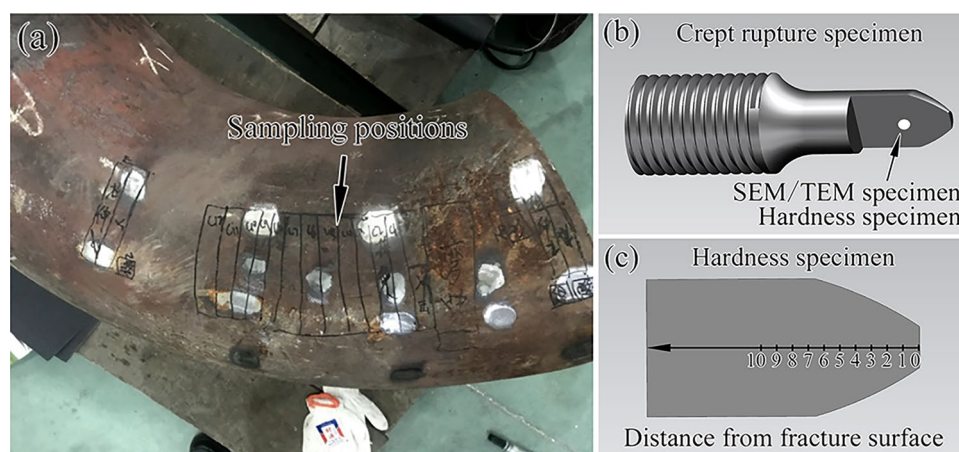 (a)
Sampling positions
(b)
Crept rupture specimen
SEM/TEM specimen
Hardness specimen
(c)
Hardness specimen
10 9 8 7 6 5 4 3 2 1 0
Distance from fracture surface